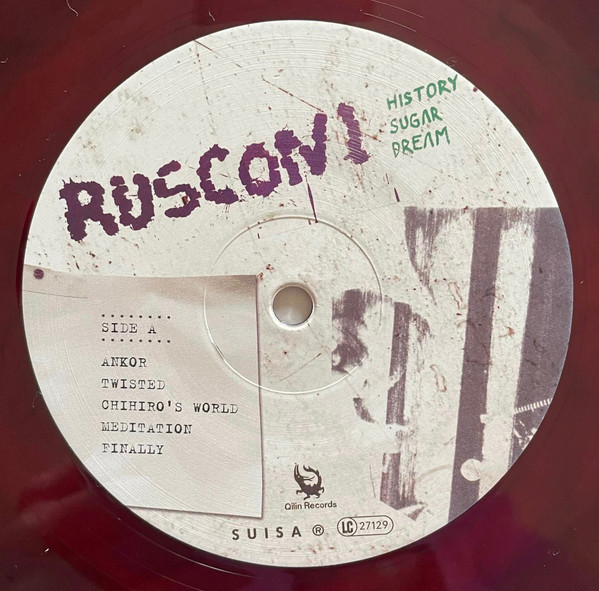 RUSCONI
HISTORY
SUGAR
DREAM
SIDE A
ANKOR
TWISTED
CHIHIRO'S WORLD
MEDITATION
FINALLY
Qilin Records
SUISA ® LC 27129